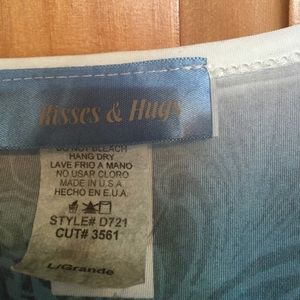 Hisses & Hugs
DO NOT BLEACH
HANG DRY
LAVE FRIO A MANO
NO USAR CLORO
MADE IN U.S.A
HECHO EN E.U.A.
STYLE# D721
CUT# 3561
L/Grande